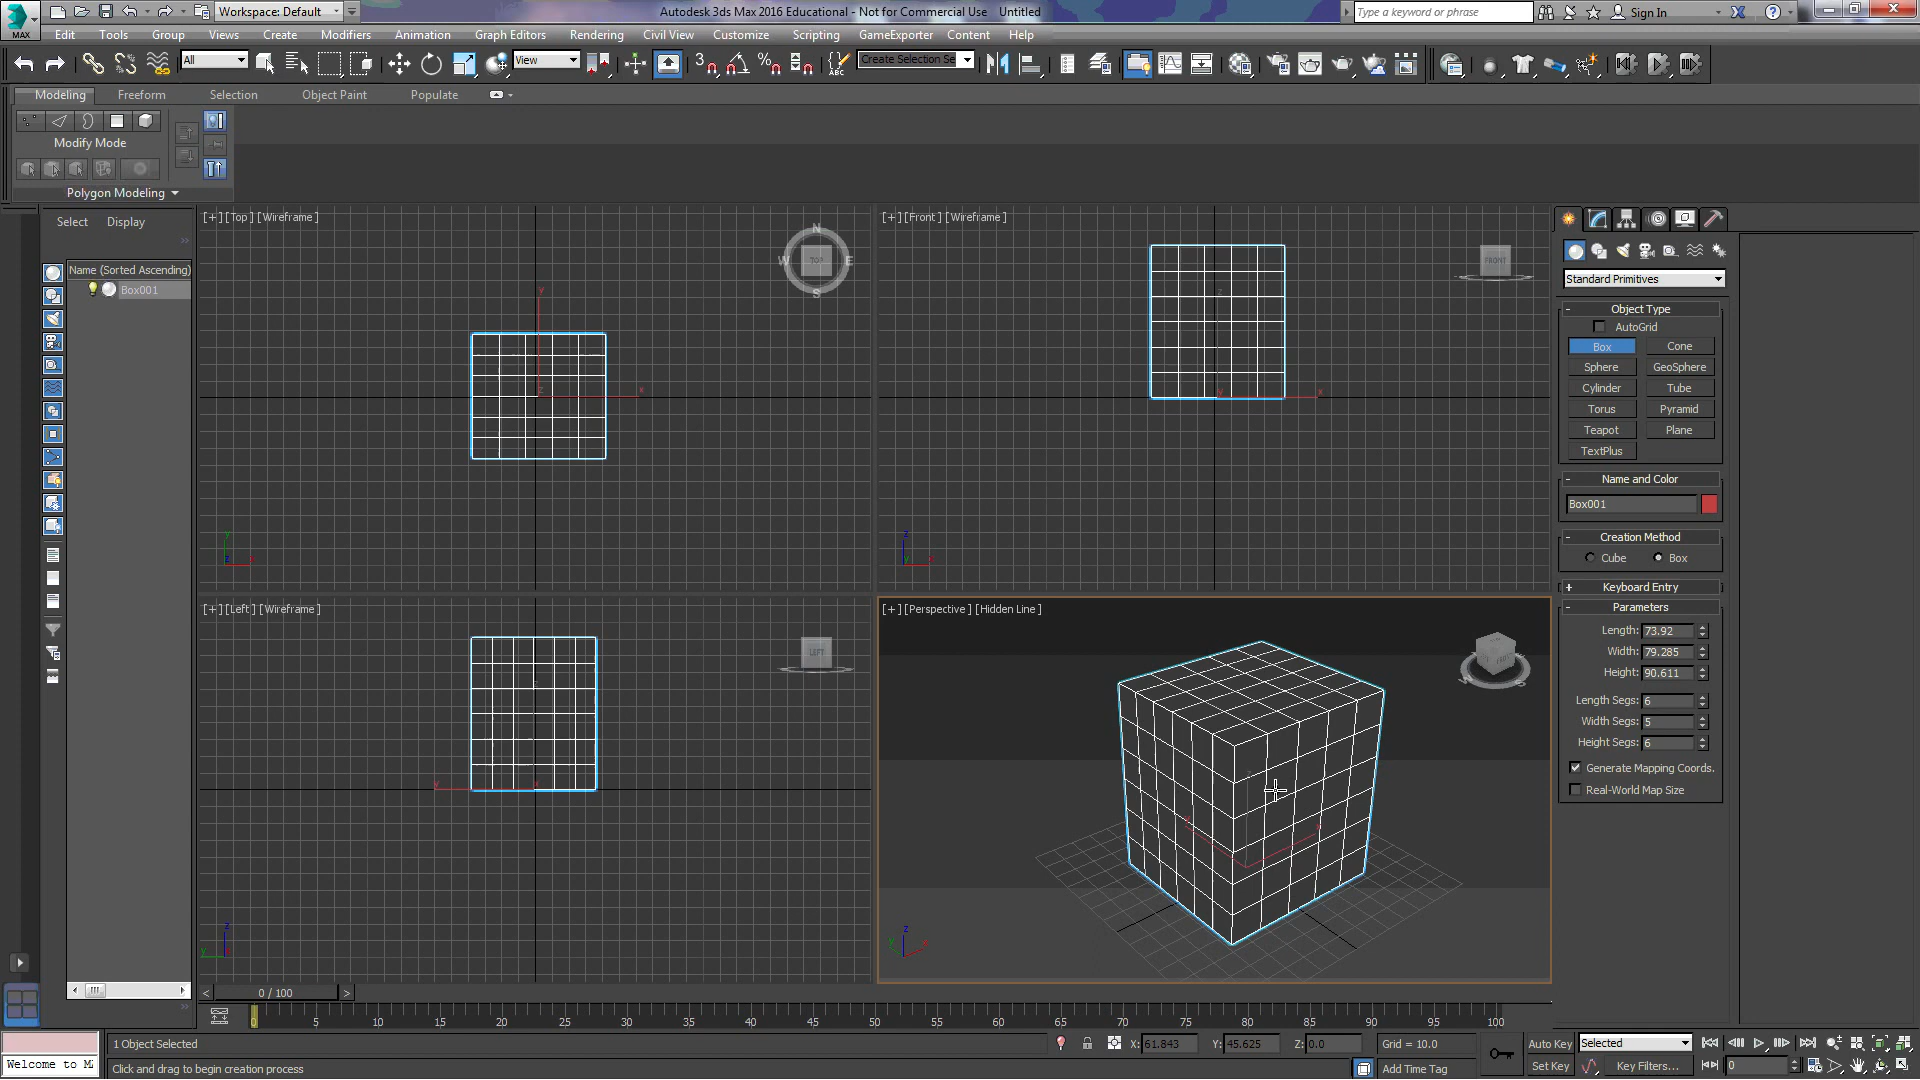 Workspace: Default
Autodesk 3ds Max 2016 Educational - Not for Commercial Use Untitled
Type a keyword or phrase
Sign In
MAX
Edit Tools Group Views Create Modifiers Animation Graph Editors Rendering Civil View Customize Scripting GameExporter Content Help
All
View
3
ABC
Create Selection Se
Modeling Freeform Selection Object Paint Populate
Modify Mode
Polygon Modeling
Select Display
Name (Sorted Ascending)
Box001
[+] [Top ] [Wireframe ]
N
W TOP E
S
y
z x
[+] [Front ] [Wireframe ]
FRONT
[+] [Left ] [Wireframe ]
LEFT
[+] [Perspective ] [Hidden Line ]
Standard Primitives
- Object Type
AutoGrid
Box Cone
Sphere GeoSphere
Cylinder Tube
Torus Pyramid
Teapot Plane
TextPlus
- Name and Color
Box001
- Creation Method
Cube Box
+ Keyboard Entry
- Parameters
Length: 73.92
Width: 79.285
Height: 90.611
Length Segs: 6
Width Segs: 5
Height Segs: 6
Generate Mapping Coords.
Real-World Map Size
< 0 / 100 >
0 5 10 15 20 25 30 35 40 45 50 55 60 65 70 75 80 85 90 95 100
1 Object Selected
X: 61.843 Y: 45.625 Z: 0.0 Grid = 10.0
Auto Key Selected
Welcome to M
Click and drag to begin creation process
Add Time Tag
Set Key Key Filters... 0